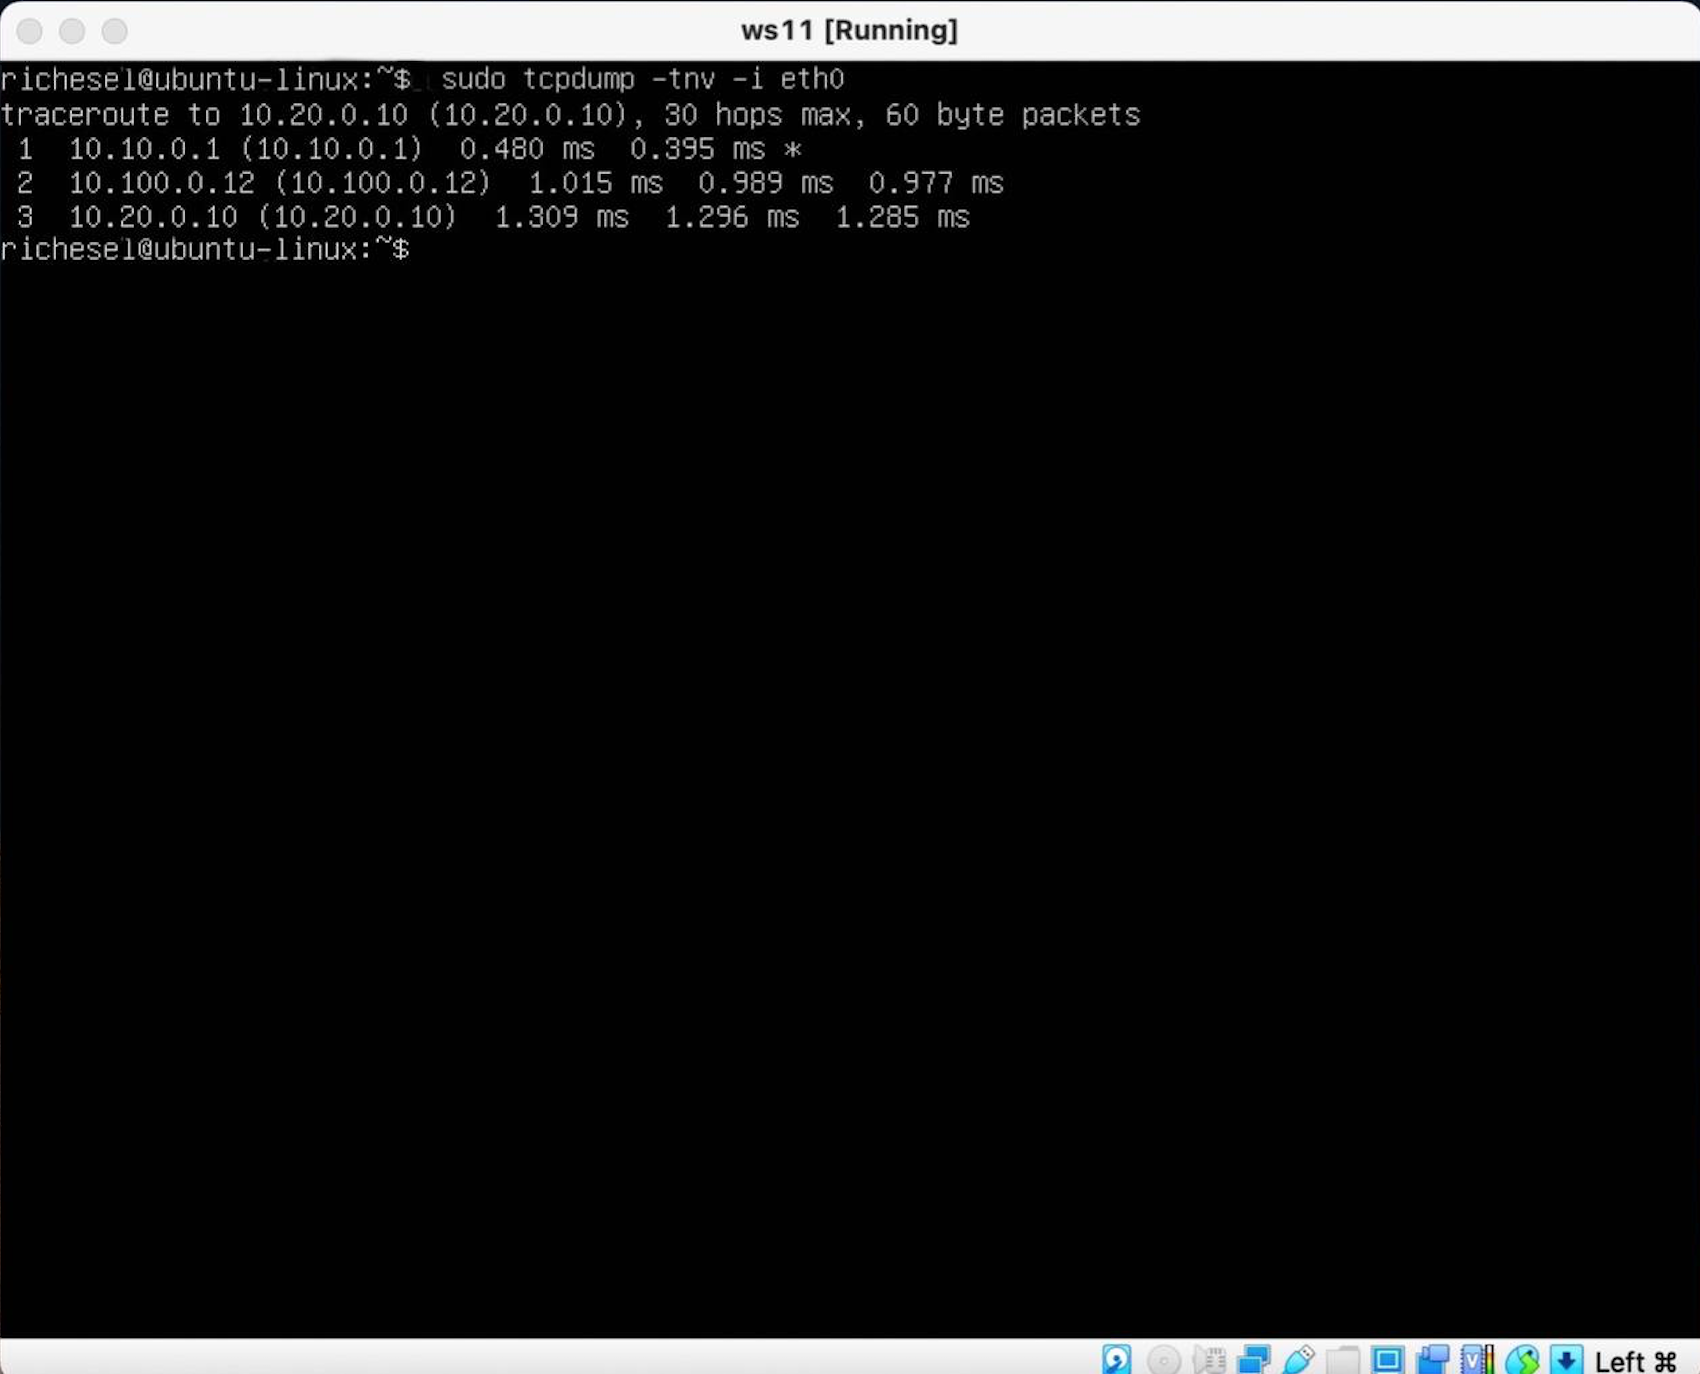 ws11 [Running]
richesel@ubuntu-linux:~$ sudo tcpdump -tnv -i eth0
traceroute to 10.20.0.10 (10.20.0.10), 30 hops max, 60 byte packets
 1  10.10.0.1 (10.10.0.1)  0.480 ms  0.395 ms *
 2  10.100.0.12 (10.100.0.12)  1.015 ms  0.989 ms  0.977 ms
 3  10.20.0.10 (10.20.0.10)  1.309 ms  1.296 ms  1.285 ms
richesel@ubuntu-linux:~$
Left ⌘